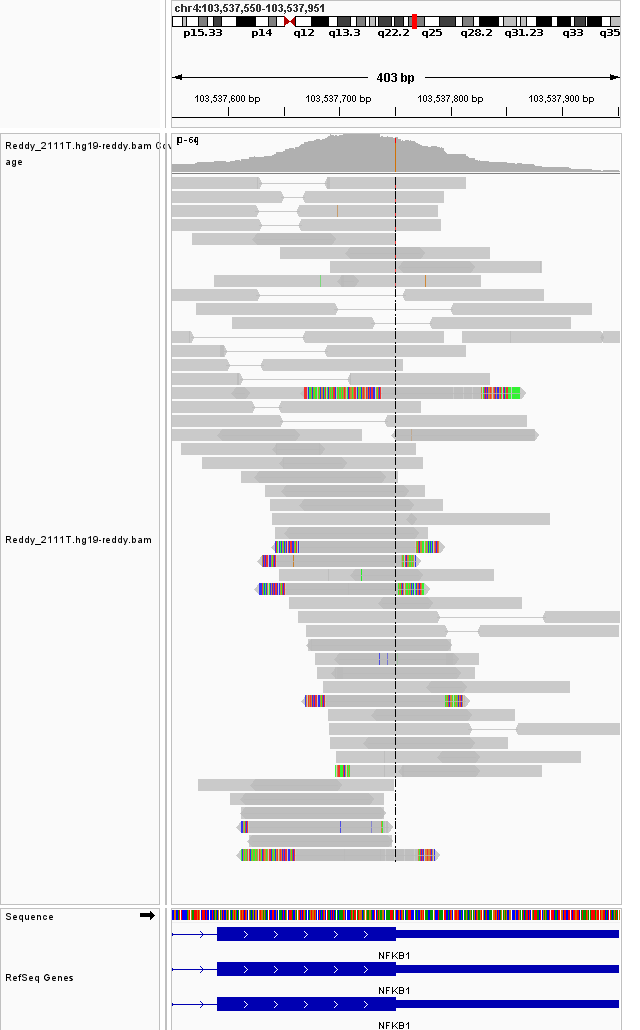 chr4:103,537,550-103,537,951
p15.33 p14 q12 q13.3 q22.2 q25 q28.2 q31.23 q33 q35
403 bp
103,537,600 bp 103,537,700 bp 103,537,800 bp 103,537,900 bp
Reddy_2111T.hg19-reddy.bam Cov
age
[0-64]
Reddy_2111T.hg19-reddy.bam
Sequence
NFKB1
RefSeq Genes
NFKB1
NFKB1